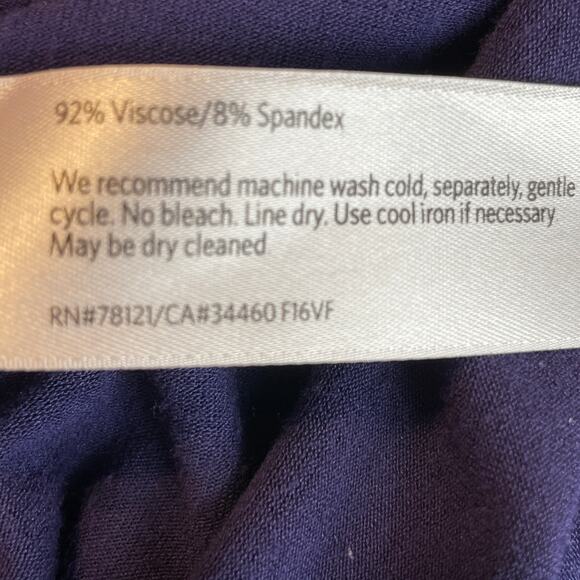 92% Viscose/8% Spandex
We recommend machine wash cold, separately, gentle
cycle. No bleach. Line dry. Use cool iron if necessary
May be dry cleaned
RN#78121/CA#34460 F16VF